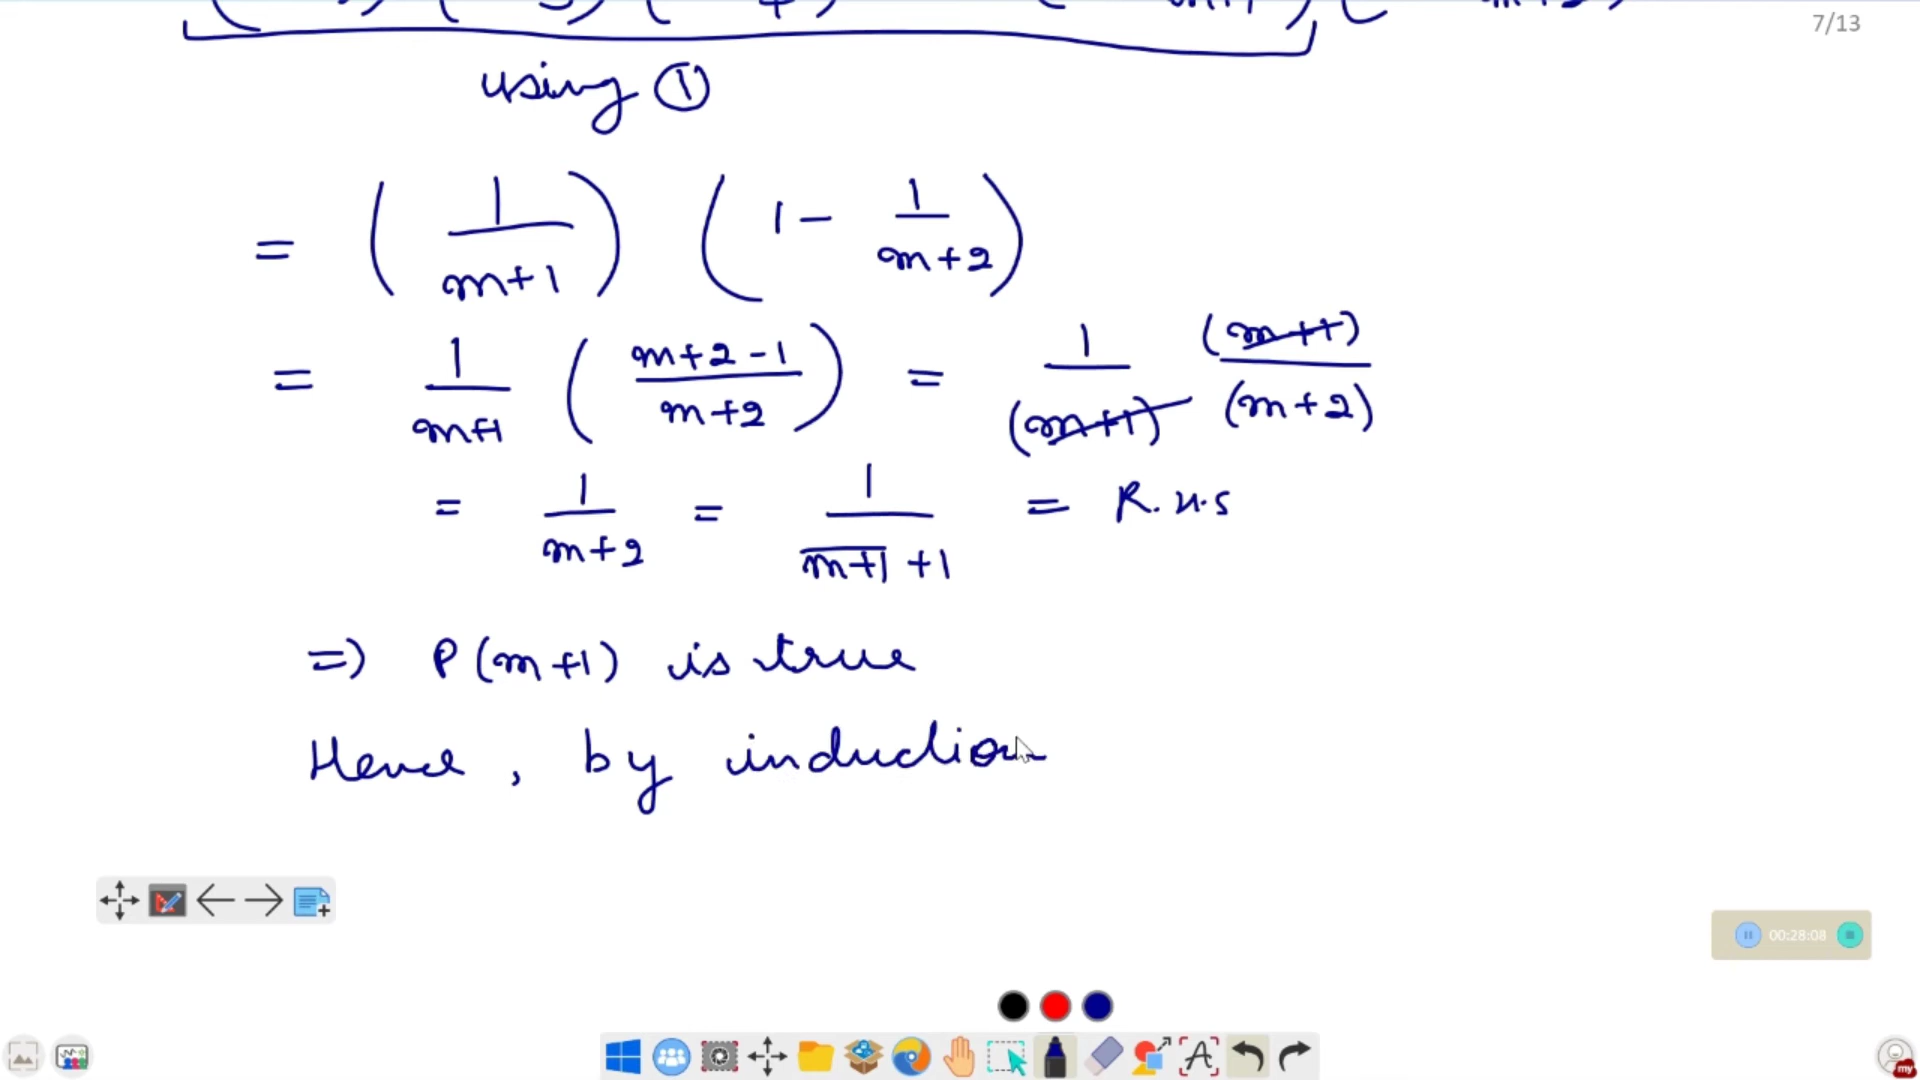 7/13
using ①
= ( 1/(m+1) ) ( 1 - 1/(m+2) )
= 1/(m+1) ( (m+2-1)/(m+2) ) = 1/(m+1) (m+1)/(m+2)
= 1/(m+2) = 1/(m+1 +1) = R.H.S
=> P(m+1) is true
Hence, by induction
00:28:08
my